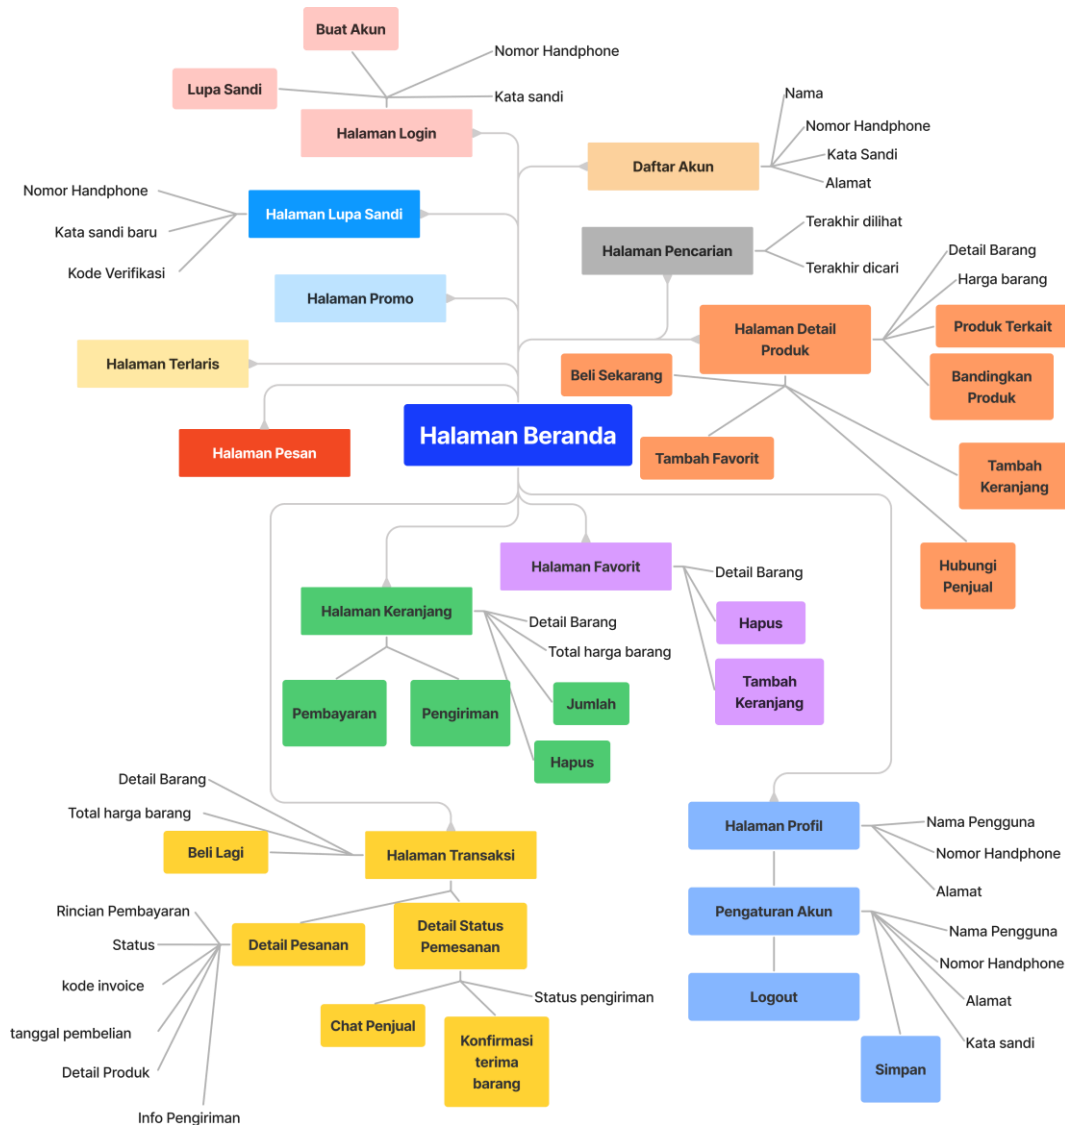 Buat Akun
Nomor Handphone
Lupa Sandi
Kata sandi
Halaman Login
Nama
Nomor Handphone
Daftar Akun
Kata Sandi
Alamat
Nomor Handphone
Halaman Lupa Sandi
Kata sandi baru
Kode Verifikasi
Terakhir dilihat
Halaman Pencarian
Terakhir dicari
Detail Barang
Harga barang
Halaman Promo
Halaman Detail
Produk
Produk Terkait
Halaman Terlaris
Beli Sekarang
Bandingkan
Produk
Halaman Beranda
Halaman Pesan
Tambah Favorit
Tambah
Keranjang
Hubungi
Penjual
Halaman Favorit
Detail Barang
Hapus
Tambah
Keranjang
Halaman Keranjang
Detail Barang
Total harga barang
Pembayaran
Pengiriman
Jumlah
Hapus
Detail Barang
Total harga barang
Beli Lagi
Halaman Transaksi
Halaman Profil
Nama Pengguna
Nomor Handphone
Alamat
Rincian Pembayaran
Status
kode invoice
tanggal pembelian
Detail Produk
Info Pengiriman
Detail Pesanan
Detail Status
Pemesanan
Status pengiriman
Chat Penjual
Konfirmasi
terima
barang
Pengaturan Akun
Nama Pengguna
Nomor Handphone
Alamat
Kata sandi
Logout
Simpan